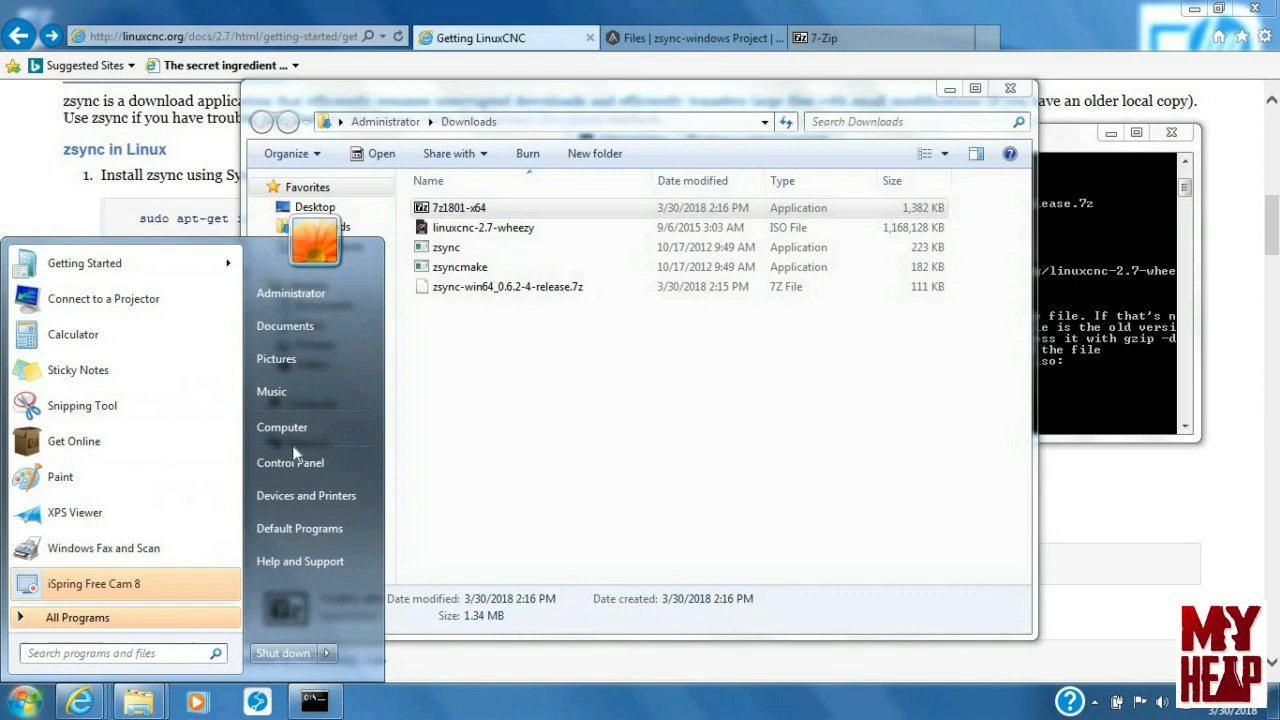 http://linuxcnc.org/docs/2.7/html/getting-started/get
Getting LinuxCNC
Files | zsync-windows Project | ...
7z 7-Zip
Suggested Sites
The secret ingredient ...
zsync is a download applic
ave an older local copy).
Use zsync if you have troub
zsync in Linux
1. Install zsync using Sy
sudo apt-get i
Administrator
Downloads
Search Downloads
Organize
Open
Share with
Burn
New folder
Name
Date modified
Type
Size
Favorites
Desktop
ds
7z1801-x64
3/30/2018 2:16 PM
Application
1,382 KB
linuxcnc-2.7-wheezy
9/6/2015 3:03 AM
ISO File
1,168,128 KB
zsync
10/17/2012 9:49 AM
Application
223 KB
zsyncmake
10/17/2012 9:49 AM
Application
182 KB
zsync-win64_0.6.2-4-release.7z
3/30/2018 2:15 PM
7Z File
111 KB
Date modified: 3/30/2018 2:16 PM
Date created: 3/30/2018 2:16 PM
Size: 1.34 MB
ease.7z
g/linuxcnc-2.7-whee
file. If that's n
e is the old versi
ss it with gzip -d
the file
so:
Getting Started
Connect to a Projector
Calculator
Sticky Notes
Snipping Tool
Get Online
Paint
XPS Viewer
Windows Fax and Scan
iSpring Free Cam 8
All Programs
Search programs and files
Administrator
Documents
Pictures
Music
Computer
Control Panel
Devices and Printers
Default Programs
Help and Support
Shut down
MY
HEAP
3/30/2018